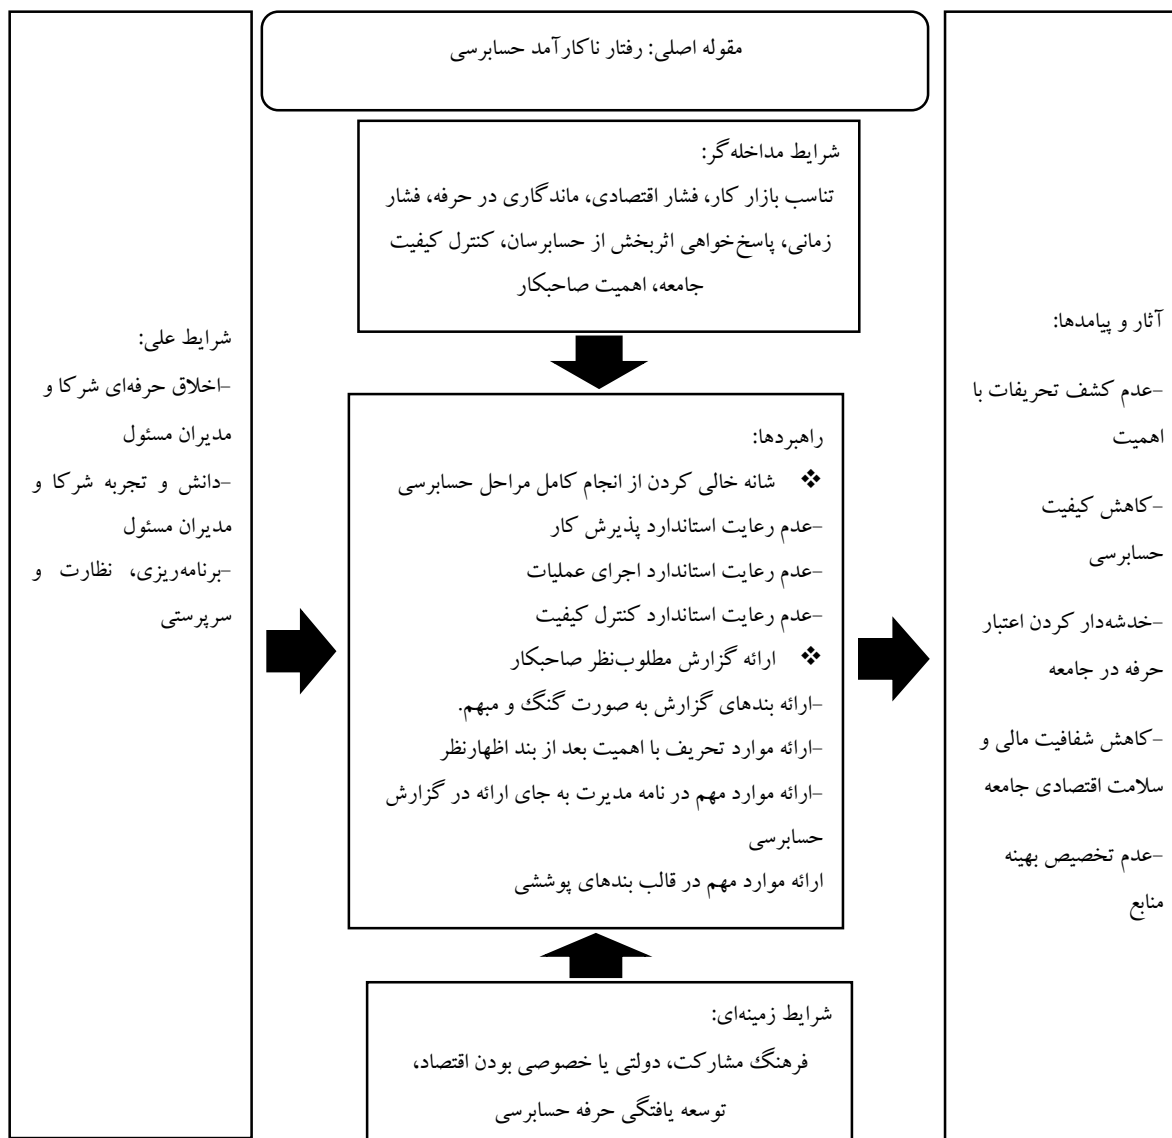 مقوله اصلی: رفتار ناکارآمد حسابرسی
شرایط مداخله‌گر:
تناسب بازار کار، فشار اقتصادی، ماندگاری در حرفه، فشار
زمانی، پاسخ‌خواهی اثربخش از حسابرسان، کنترل کیفیت
جامعه، اهمیت صاحبکار
شرایط علی:
-اخلاق حرفه‌ای شرکا و
مدیران مسئول
-دانش و تجربه شرکا و
مدیران مسئول
-برنامه‌ریزی، نظارت و
سرپرستی
راهبردها:
❖ شانه خالی کردن از انجام کامل مراحل حسابرسی
-عدم رعایت استاندارد پذیرش کار
-عدم رعایت استاندارد اجرای عملیات
-عدم رعایت استاندارد کنترل کیفیت
❖ ارائه گزارش مطلوب‌نظر صاحبکار
-ارائه بندهای گزارش به صورت گنگ و مبهم.
-ارائه موارد تحریف با اهمیت بعد از بند اظهارنظر
-ارائه موارد مهم در نامه مدیرت به جای ارائه در گزارش
حسابرسی
ارائه موارد مهم در قالب بندهای پوششی
شرایط زمینه‌ای:
فرهنگ مشارکت، دولتی یا خصوصی بودن اقتصاد،
توسعه یافتگی حرفه حسابرسی
آثار و پیامدها:
-عدم کشف تحریفات با
اهمیت
-کاهش کیفیت
حسابرسی
-خدشه‌دار کردن اعتبار
حرفه در جامعه
-کاهش شفافیت مالی و
سلامت اقتصادی جامعه
-عدم تخصیص بهینه
منابع